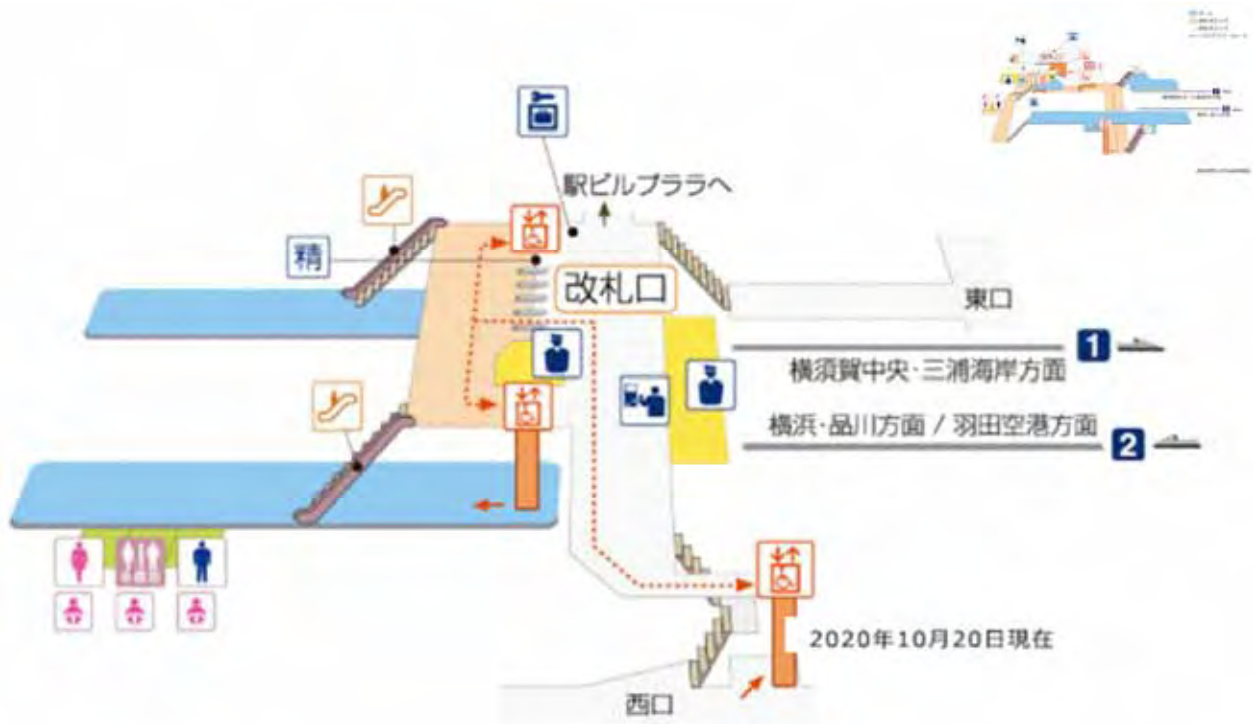 駅ビルプララへ
精
改札口
東口
1
横須賀中央・三浦海岸方面
横浜・品川方面 / 羽田空港方面
2
2020年10月20日現在
西口